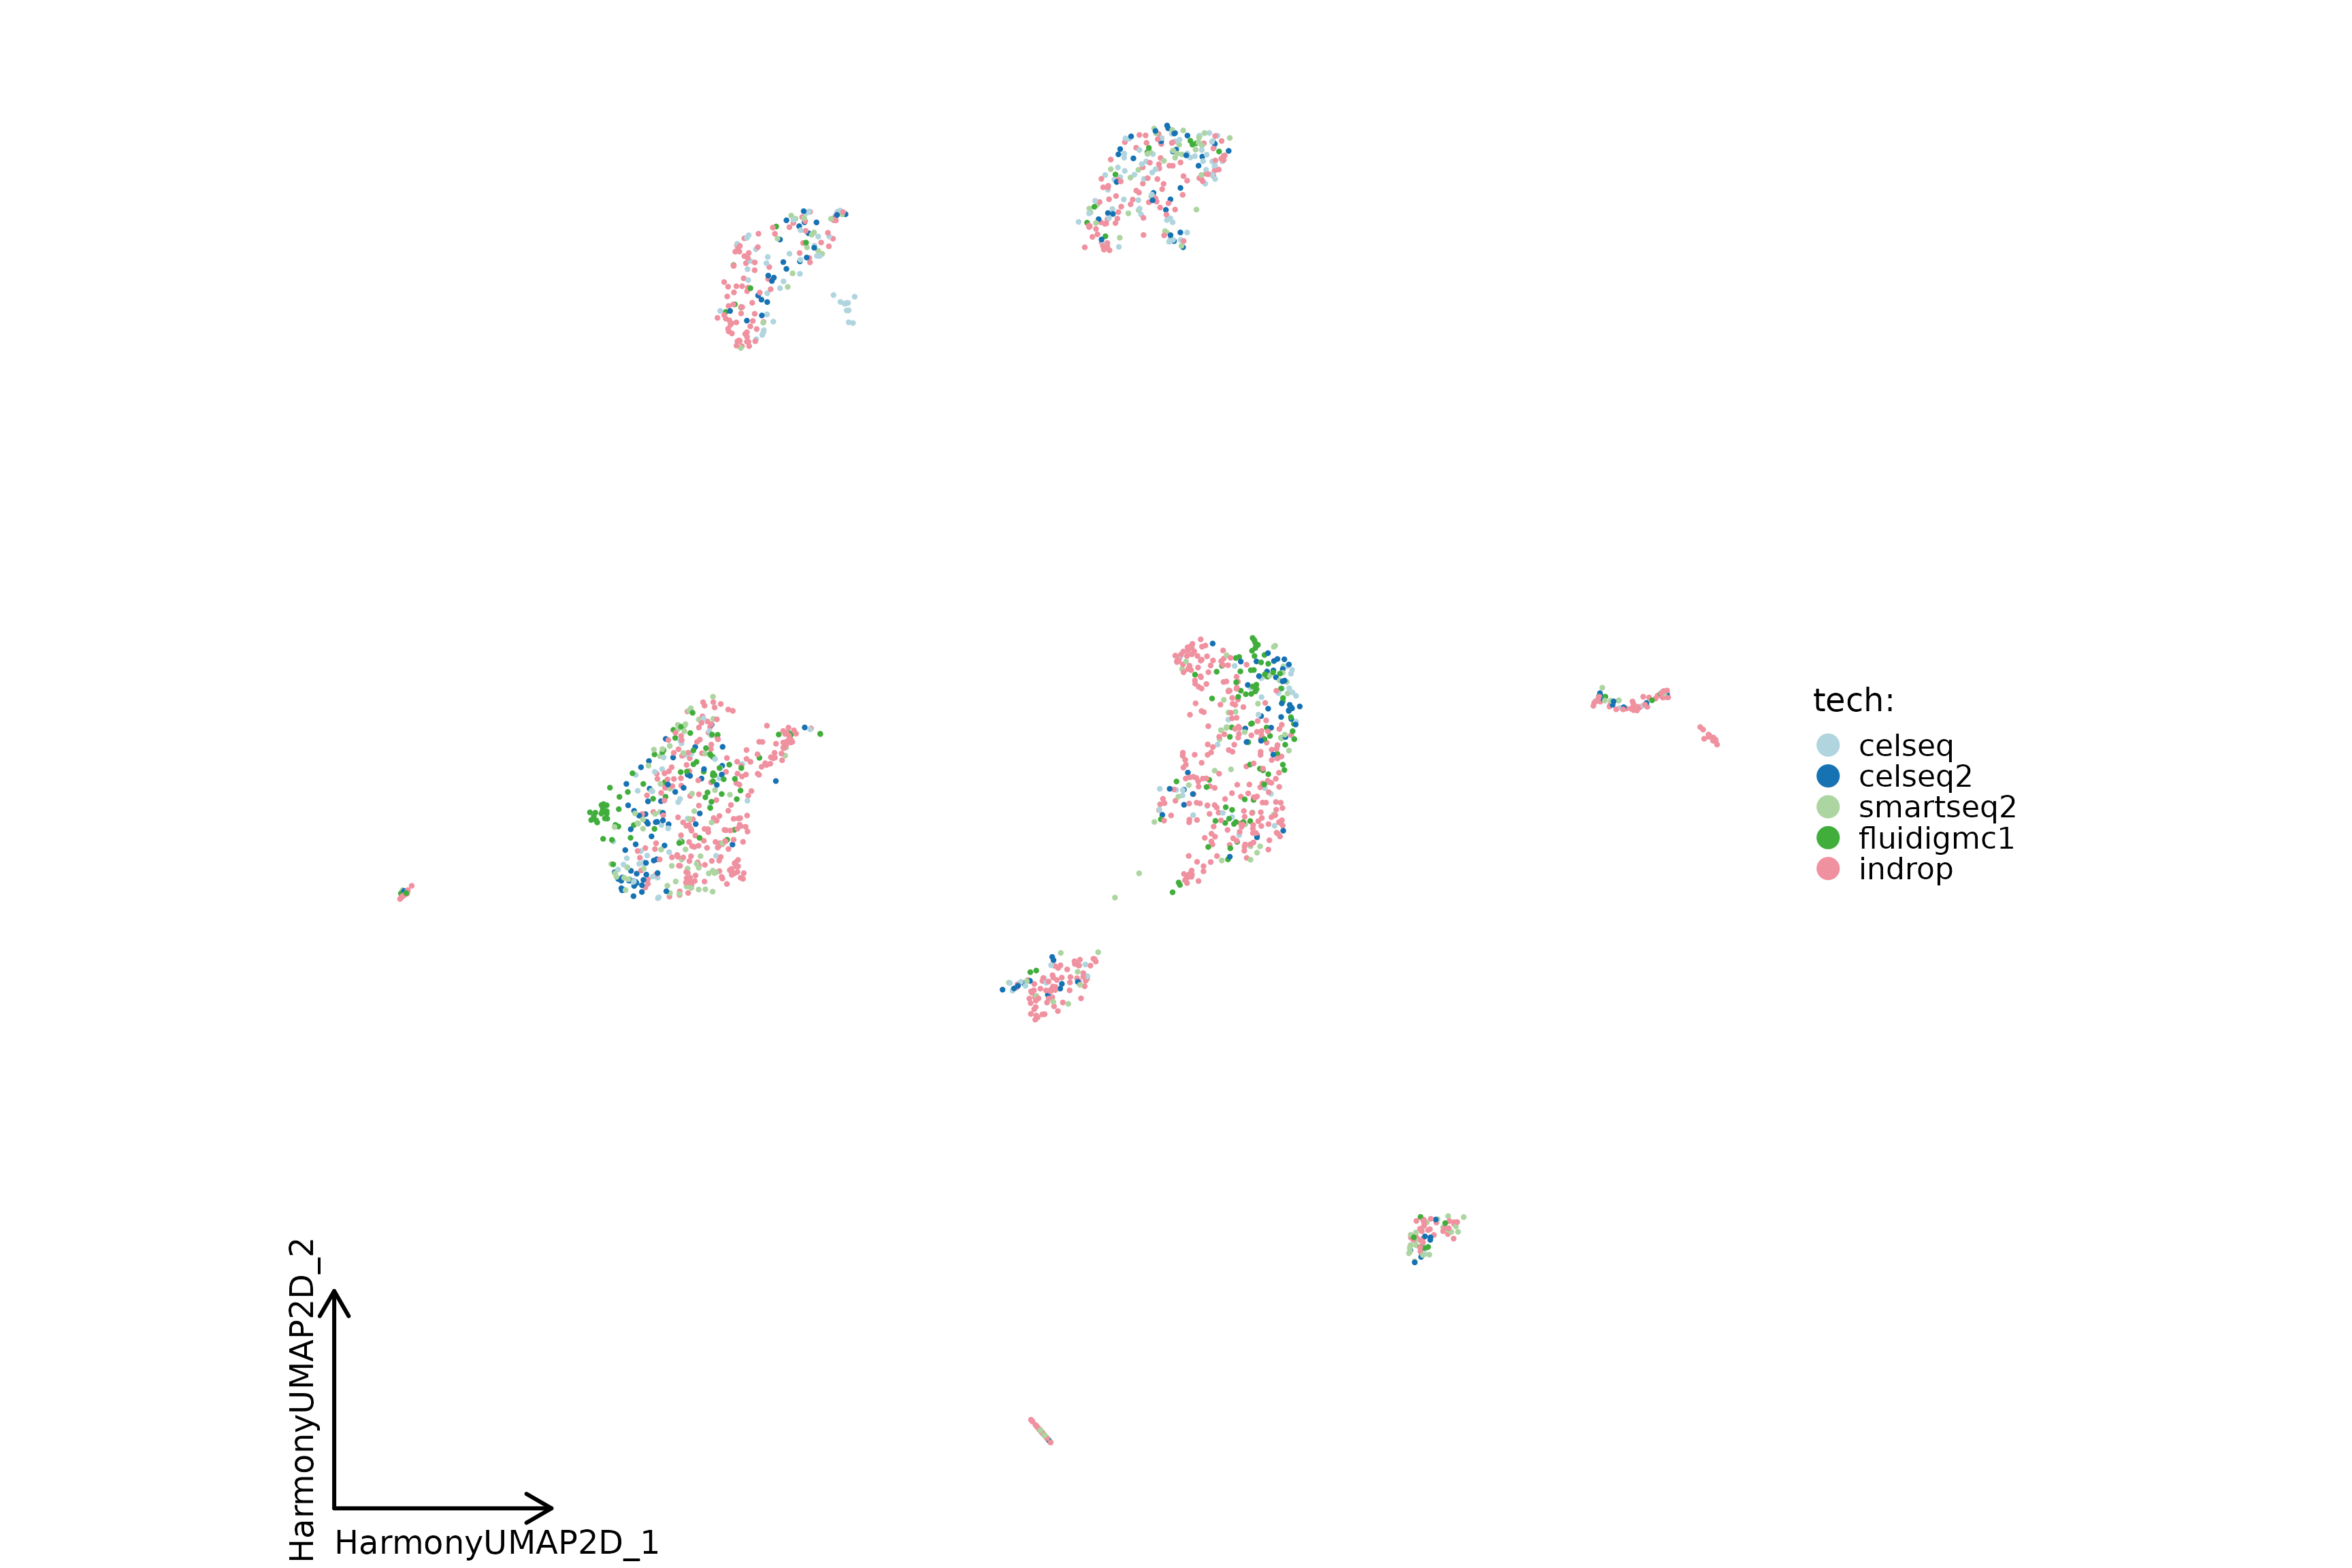 tech:
celseq
celseq2
smartseq2
fluidigmc1
indrop
HarmonyUMAP2D_2
HarmonyUMAP2D_1